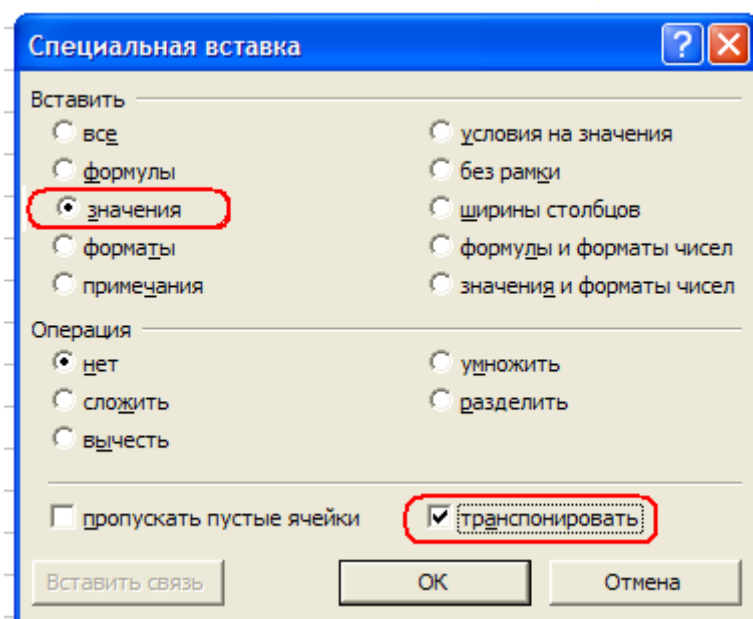 Специальная вставка
Вставить
все
условия на значения
формулы
без рамки
значения
ширины столбцов
форматы
формулы и форматы чисел
примечания
значения и форматы чисел
Операция
нет
умножить
сложить
разделить
вычесть
пропускать пустые ячейки
транспонировать
Вставить связь
ОК
Отмена